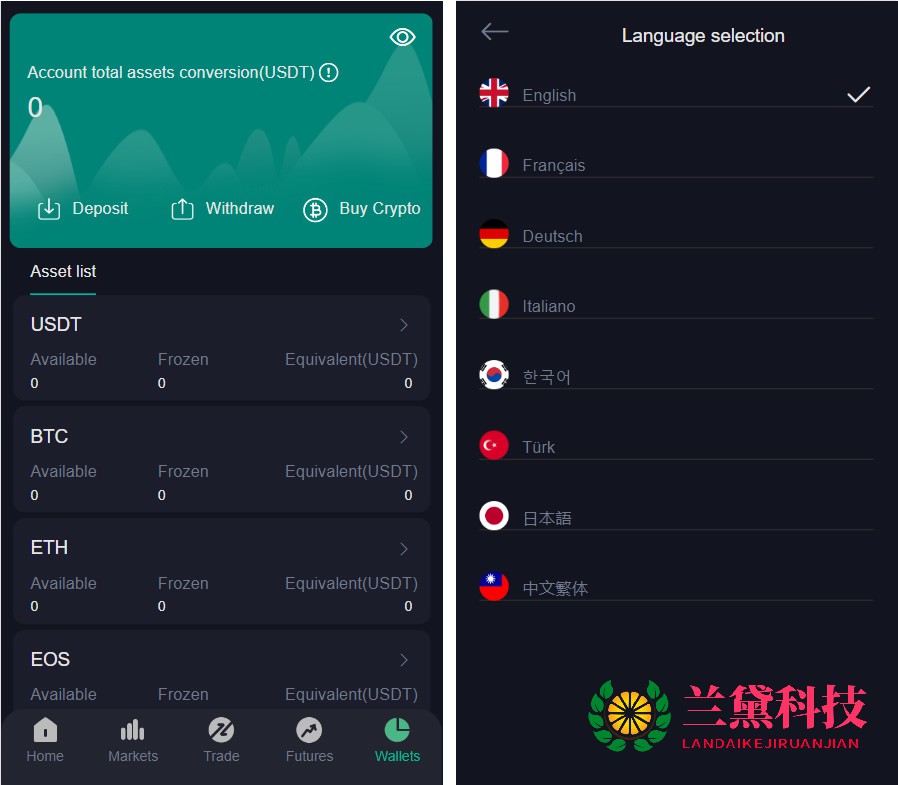 Account total assets conversion(USDT)
0
Deposit
Withdraw
Buy Crypto
Asset list
USDT
Available Frozen Equivalent(USDT)
0 0 0
BTC
Available Frozen Equivalent(USDT)
0 0 0
ETH
Available Frozen Equivalent(USDT)
0 0 0
EOS
Available Frozen Equivalent(USDT)
Home Markets Trade Futures Wallets
Language selection
English
Français
Deutsch
Italiano
한국어
Türk
日本語
中文繁体
兰黛科技
LANDAIKEJIRUANJIAN